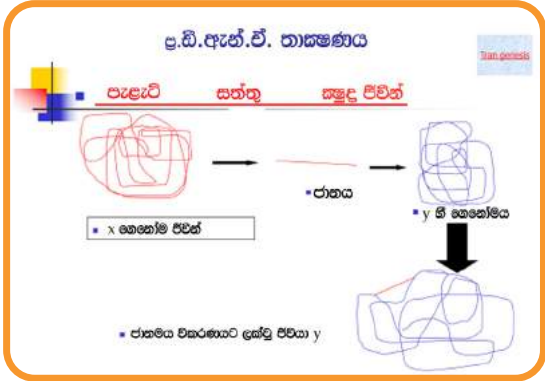 ප්‍ර.ඩී.ඇන්.ඒ. තාක්‍ෂණය
Tran genesis
පැළෑටි සත්තු ක්‍ෂුද්‍ර ජීවීන්
ජානය
x ගෙනෝම ජීවීන්
y හි ගෙනෝමය
ජානමය විකරණයට ලක්වූ ජීවියා y